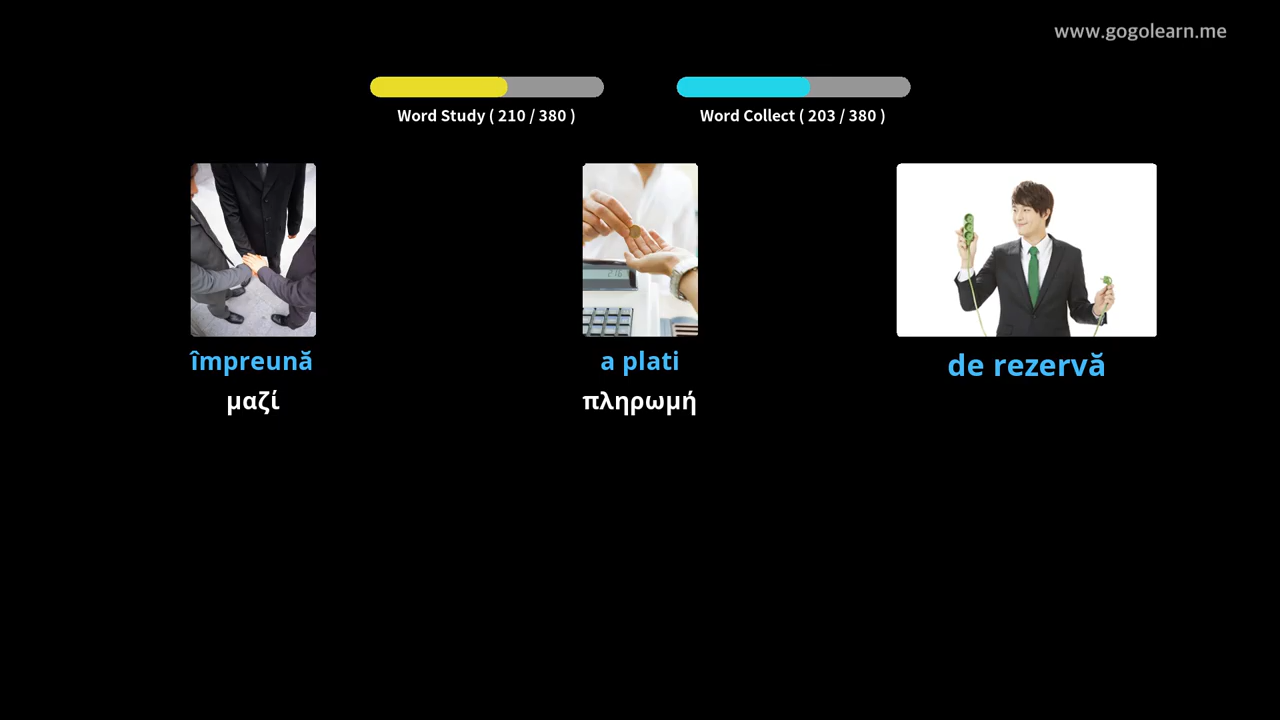 www.gogolearn.me
Word Study ( 210 / 380 )
Word Collect ( 203 / 380 )
împreună
μαζί
a plati
πληρωμή
de rezervă